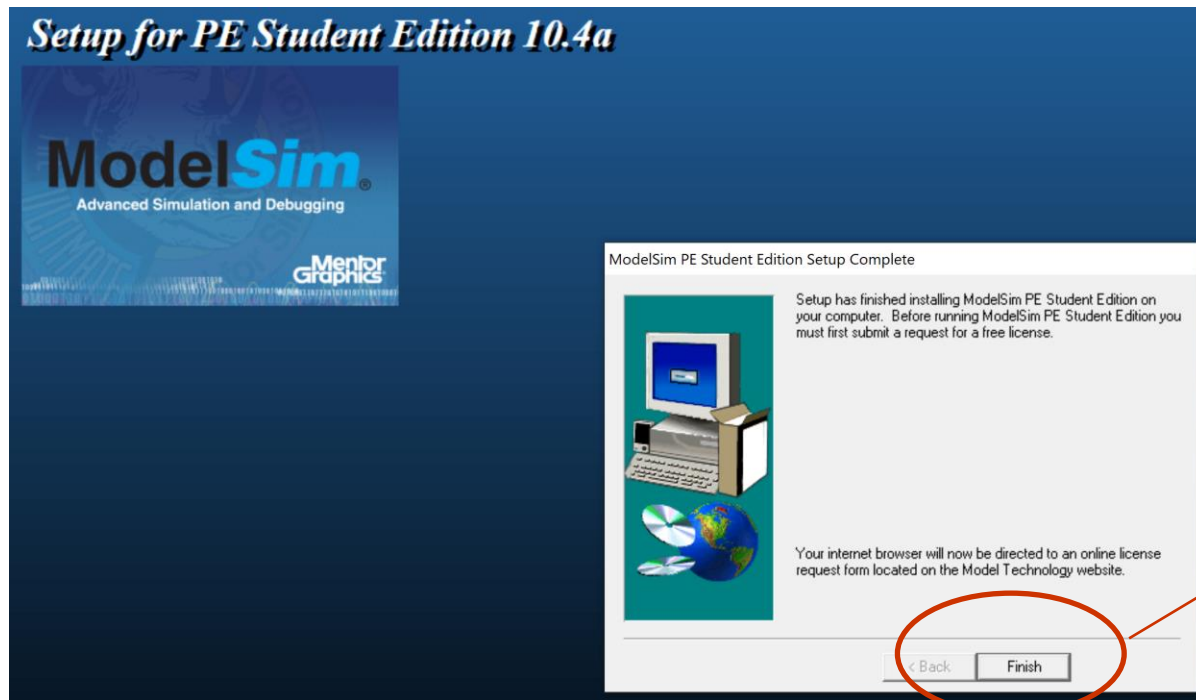 Setup for PE Student Edition 10.4a
ModelSim®
Advanced Simulation and Debugging
Mentor
Graphics
ModelSim PE Student Edition Setup Complete
Setup has finished installing ModelSim PE Student Edition on
your computer. Before running ModelSim PE Student Edition you
must first submit a request for a free license.
Your internet browser will now be directed to an online license
request form located on the Model Technology website.
< Back
Finish